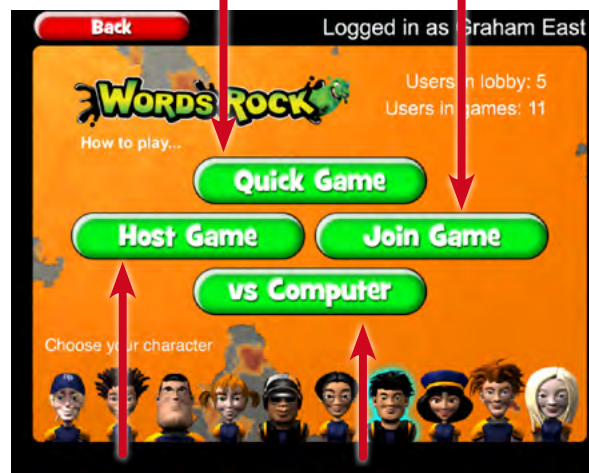 Back
Logged in as Graham East
Users in lobby: 5
WORDS ROCK
Users in games: 11
How to play...
Quick Game
Host Game
Join Game
vs Computer
Choose your character